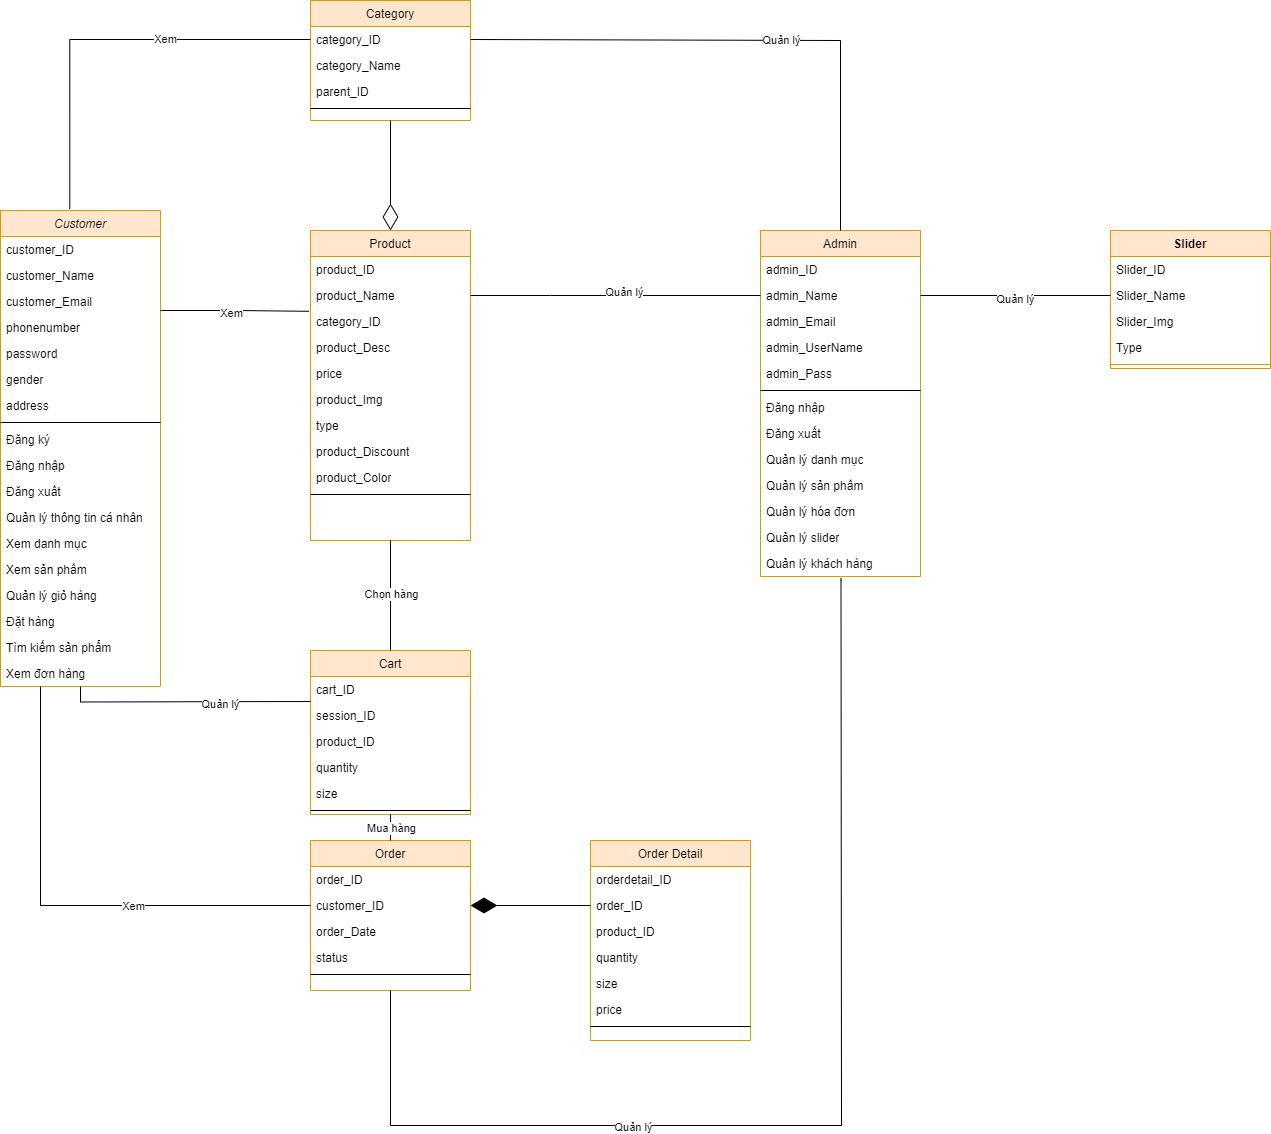 Category
category_ID
category_Name
parent_ID
Xem
Quản lý
Customer
customer_ID
customer_Name
customer_Email
phonenumber
password
gender
address
Đăng ký
Đăng nhập
Đăng xuất
Quản lý thông tin cá nhân
Xem danh mục
Xem sản phẩm
Quản lý giỏ hàng
Đặt hàng
Tìm kiếm sản phẩm
Xem đơn hàng
Xem
Product
product_ID
product_Name
category_ID
product_Desc
price
product_Img
type
product_Discount
product_Color
Quản lý
Admin
admin_ID
admin_Name
admin_Email
admin_UserName
admin_Pass
Đăng nhập
Đăng xuất
Quản lý danh mục
Quản lý sản phẩm
Quản lý hóa đơn
Quản lý slider
Quản lý khách hàng
Quản lý
Slider
Slider_ID
Slider_Name
Slider_Img
Type
Chọn hàng
Cart
cart_ID
session_ID
product_ID
quantity
size
Quản lý
Mua hàng
Order
order_ID
customer_ID
order_Date
status
Xem
Order Detail
orderdetail_ID
order_ID
product_ID
quantity
size
price
Quản lý